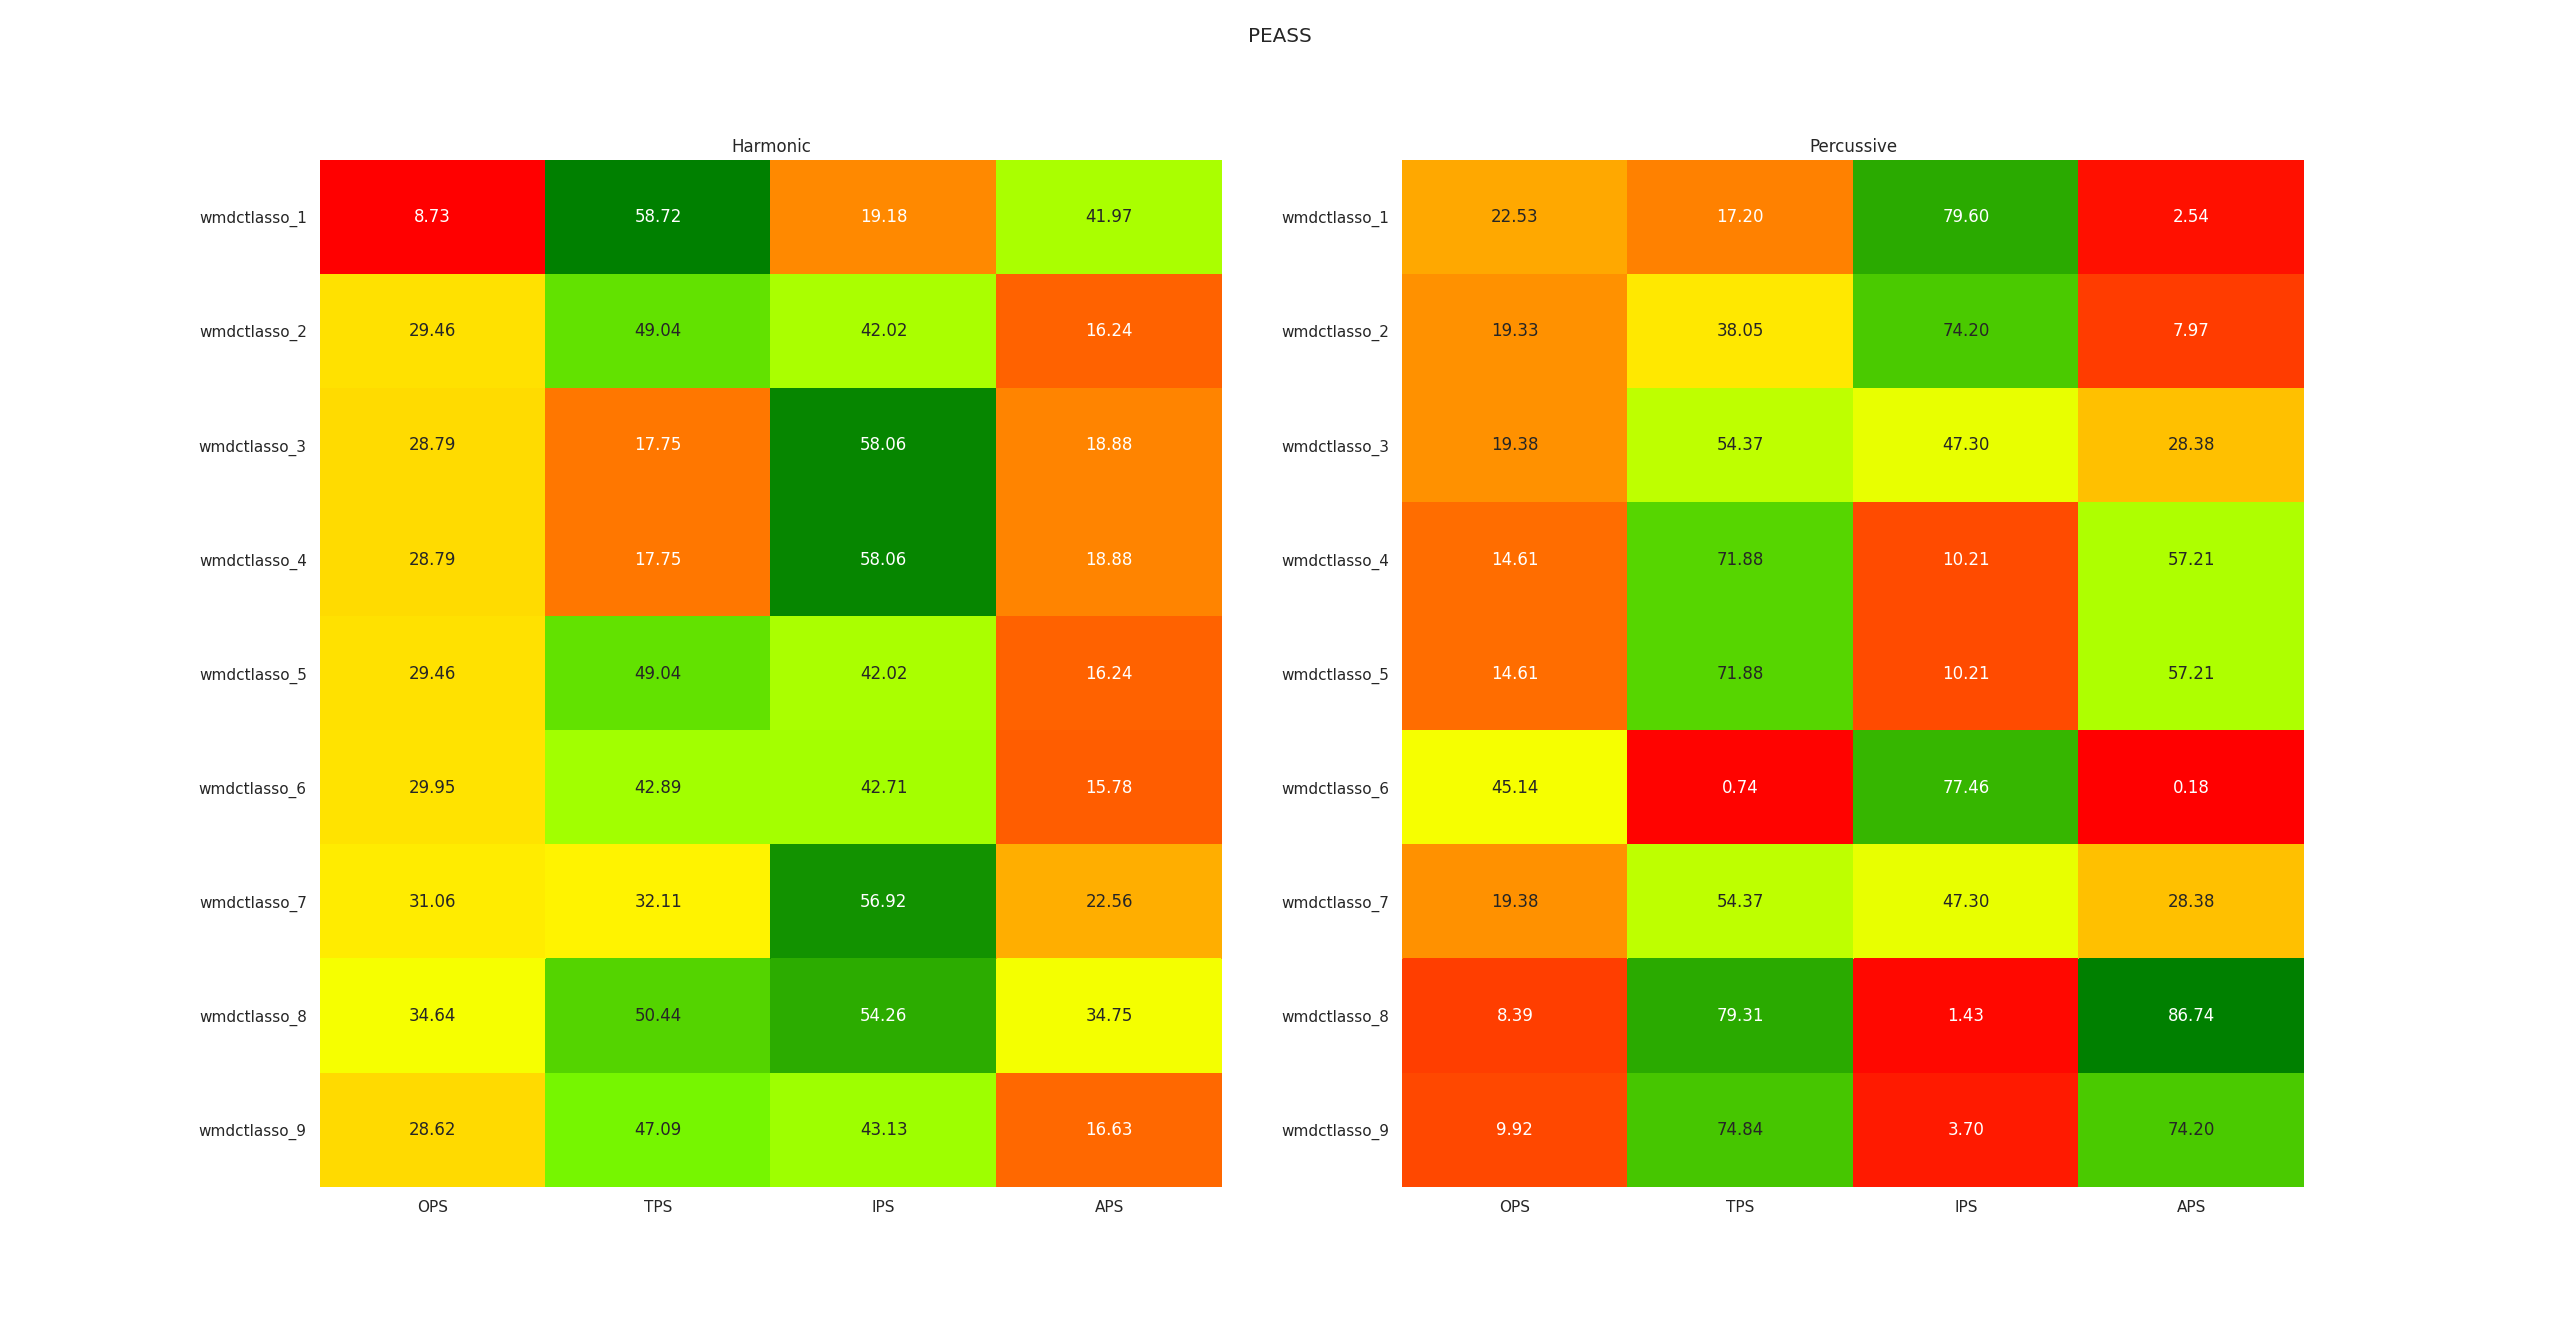 PEASS
Harmonic
wmdctlasso_1 8.73 58.72 19.18 41.97
wmdctlasso_2 29.46 49.04 42.02 16.24
wmdctlasso_3 28.79 17.75 58.06 18.88
wmdctlasso_4 28.79 17.75 58.06 18.88
wmdctlasso_5 29.46 49.04 42.02 16.24
wmdctlasso_6 29.95 42.89 42.71 15.78
wmdctlasso_7 31.06 32.11 56.92 22.56
wmdctlasso_8 34.64 50.44 54.26 34.75
wmdctlasso_9 28.62 47.09 43.13 16.63
OPS TPS IPS APS
Percussive
wmdctlasso_1 22.53 17.20 79.60 2.54
wmdctlasso_2 19.33 38.05 74.20 7.97
wmdctlasso_3 19.38 54.37 47.30 28.38
wmdctlasso_4 14.61 71.88 10.21 57.21
wmdctlasso_5 14.61 71.88 10.21 57.21
wmdctlasso_6 45.14 0.74 77.46 0.18
wmdctlasso_7 19.38 54.37 47.30 28.38
wmdctlasso_8 8.39 79.31 1.43 86.74
wmdctlasso_9 9.92 74.84 3.70 74.20
OPS TPS IPS APS